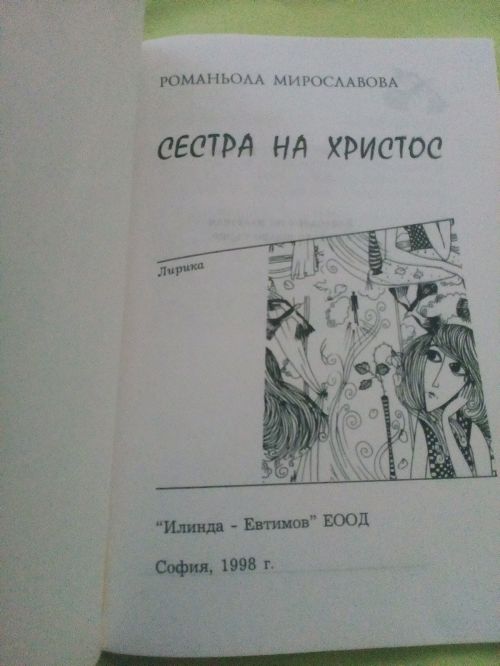 РОМАНЬОЛА МИРОСЛАВОВА
СЕСТРА НА ХРИСТОС
Лирика
"Илинда - Евтимов" ЕООД
София, 1998 г.